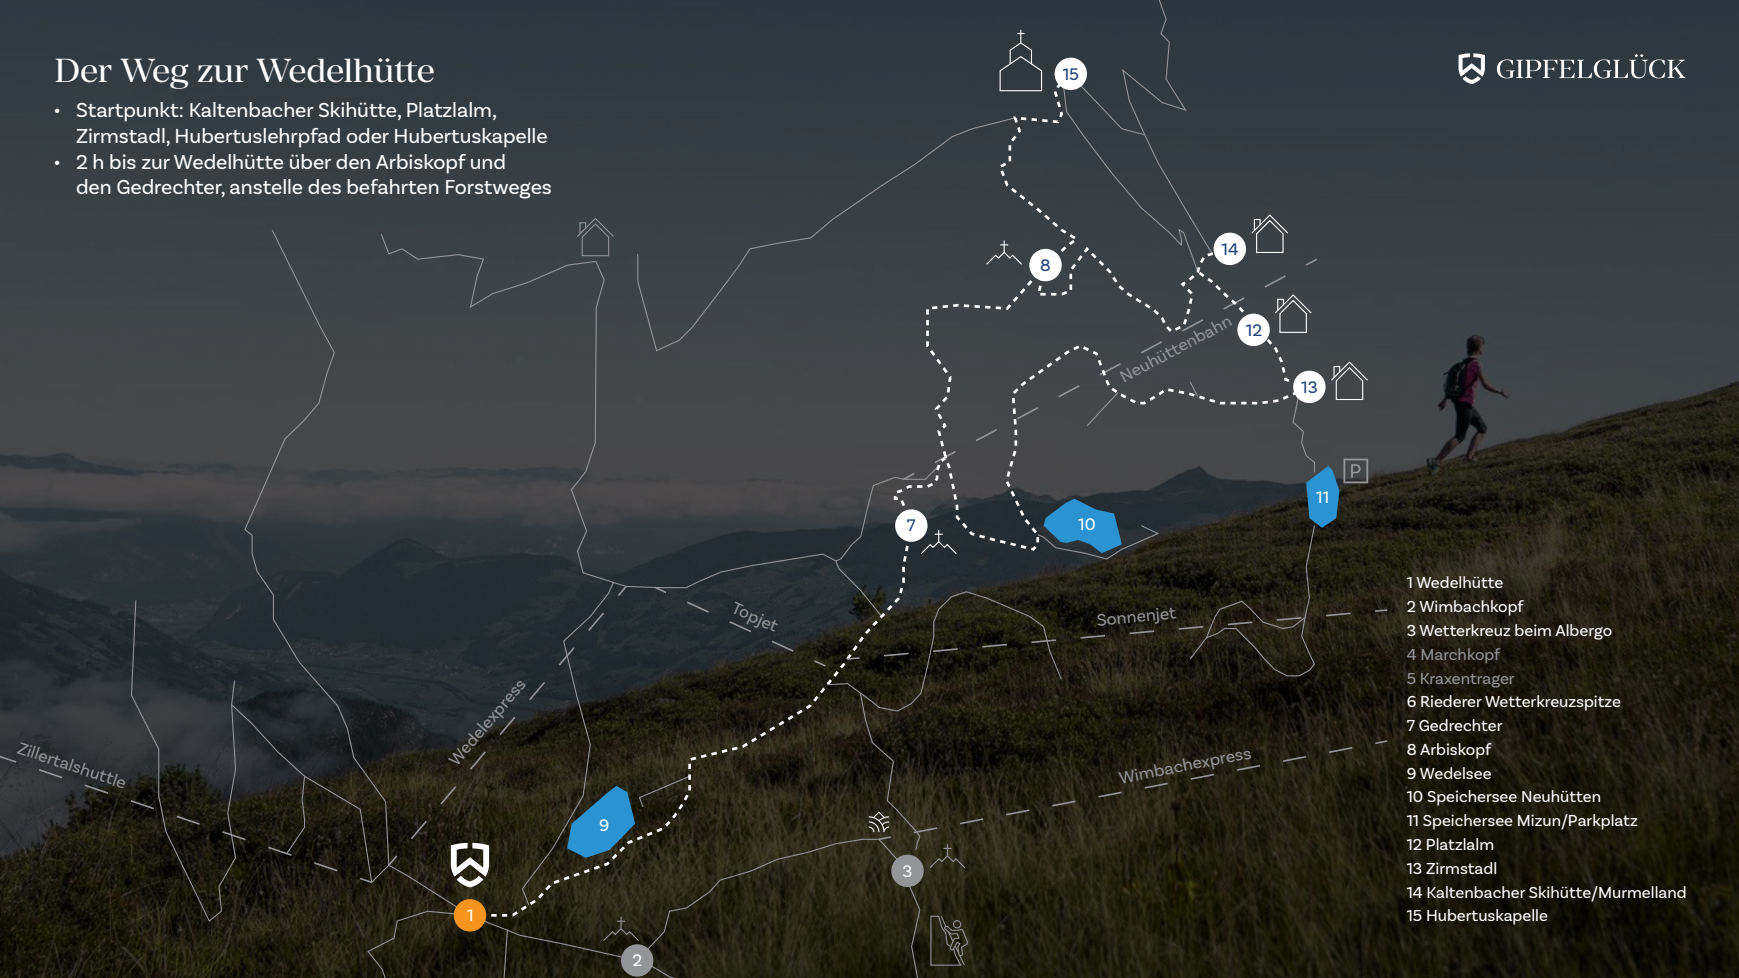 Der Weg zur Wedelhütte
• Startpunkt: Kaltenbacher Skihütte, Platzlalm,
Zirmstadl, Hubertuslehrpfad oder Hubertuskapelle
• 2 h bis zur Wedelhütte über den Arbiskopf und
den Gedrechter, anstelle des befahrten Forstweges
GIPFELGLÜCK
15
14
8
12
Neuhüttenbahn
13
P
11
7
10
Topjet
Sonnenjet
Wedelexpress
Zillertalshuttle
Wimbachexpress
9
3
1
2
1 Wedelhütte
2 Wimbachkopf
3 Wetterkreuz beim Albergo
4 Marchkopf
5 Kraxentrager
6 Riederer Wetterkreuzspitze
7 Gedrechter
8 Arbiskopf
9 Wedelsee
10 Speichersee Neuhütten
11 Speichersee Mizun/Parkplatz
12 Platzlalm
13 Zirmstadl
14 Kaltenbacher Skihütte/Murmelland
15 Hubertuskapelle